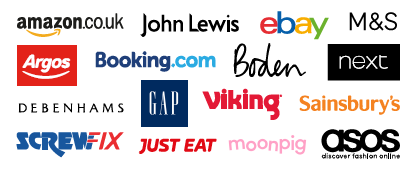 amazon.co.uk John Lewis ebay M&S
Argos Booking.com Boden next
DEBENHAMS GAP Viking Sainsbury's
SCREWFIX JUST EAT moonpig asos
discover fashion online